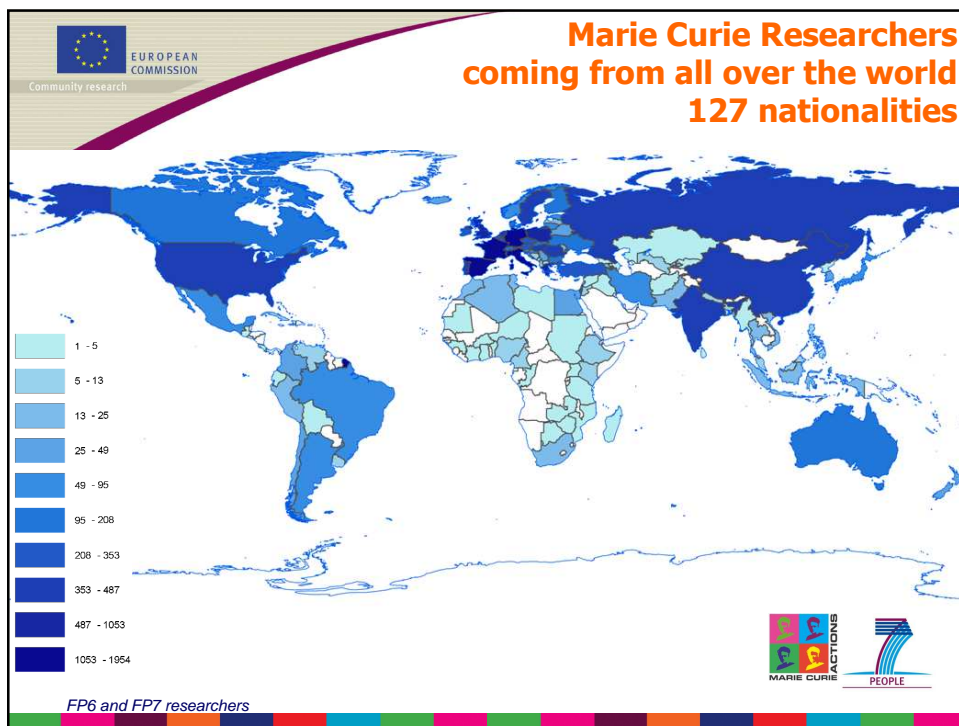 EUROPEAN
COMMISSION
Community research
Marie Curie Researchers
coming from all over the world
127 nationalities
1 - 5
5 - 13
13 - 25
25 - 49
49 - 95
95 - 208
208 - 353
353 - 487
487 - 1053
1053 - 1954
MARIE CURIE ACTIONS
7
PEOPLE
FP6 and FP7 researchers